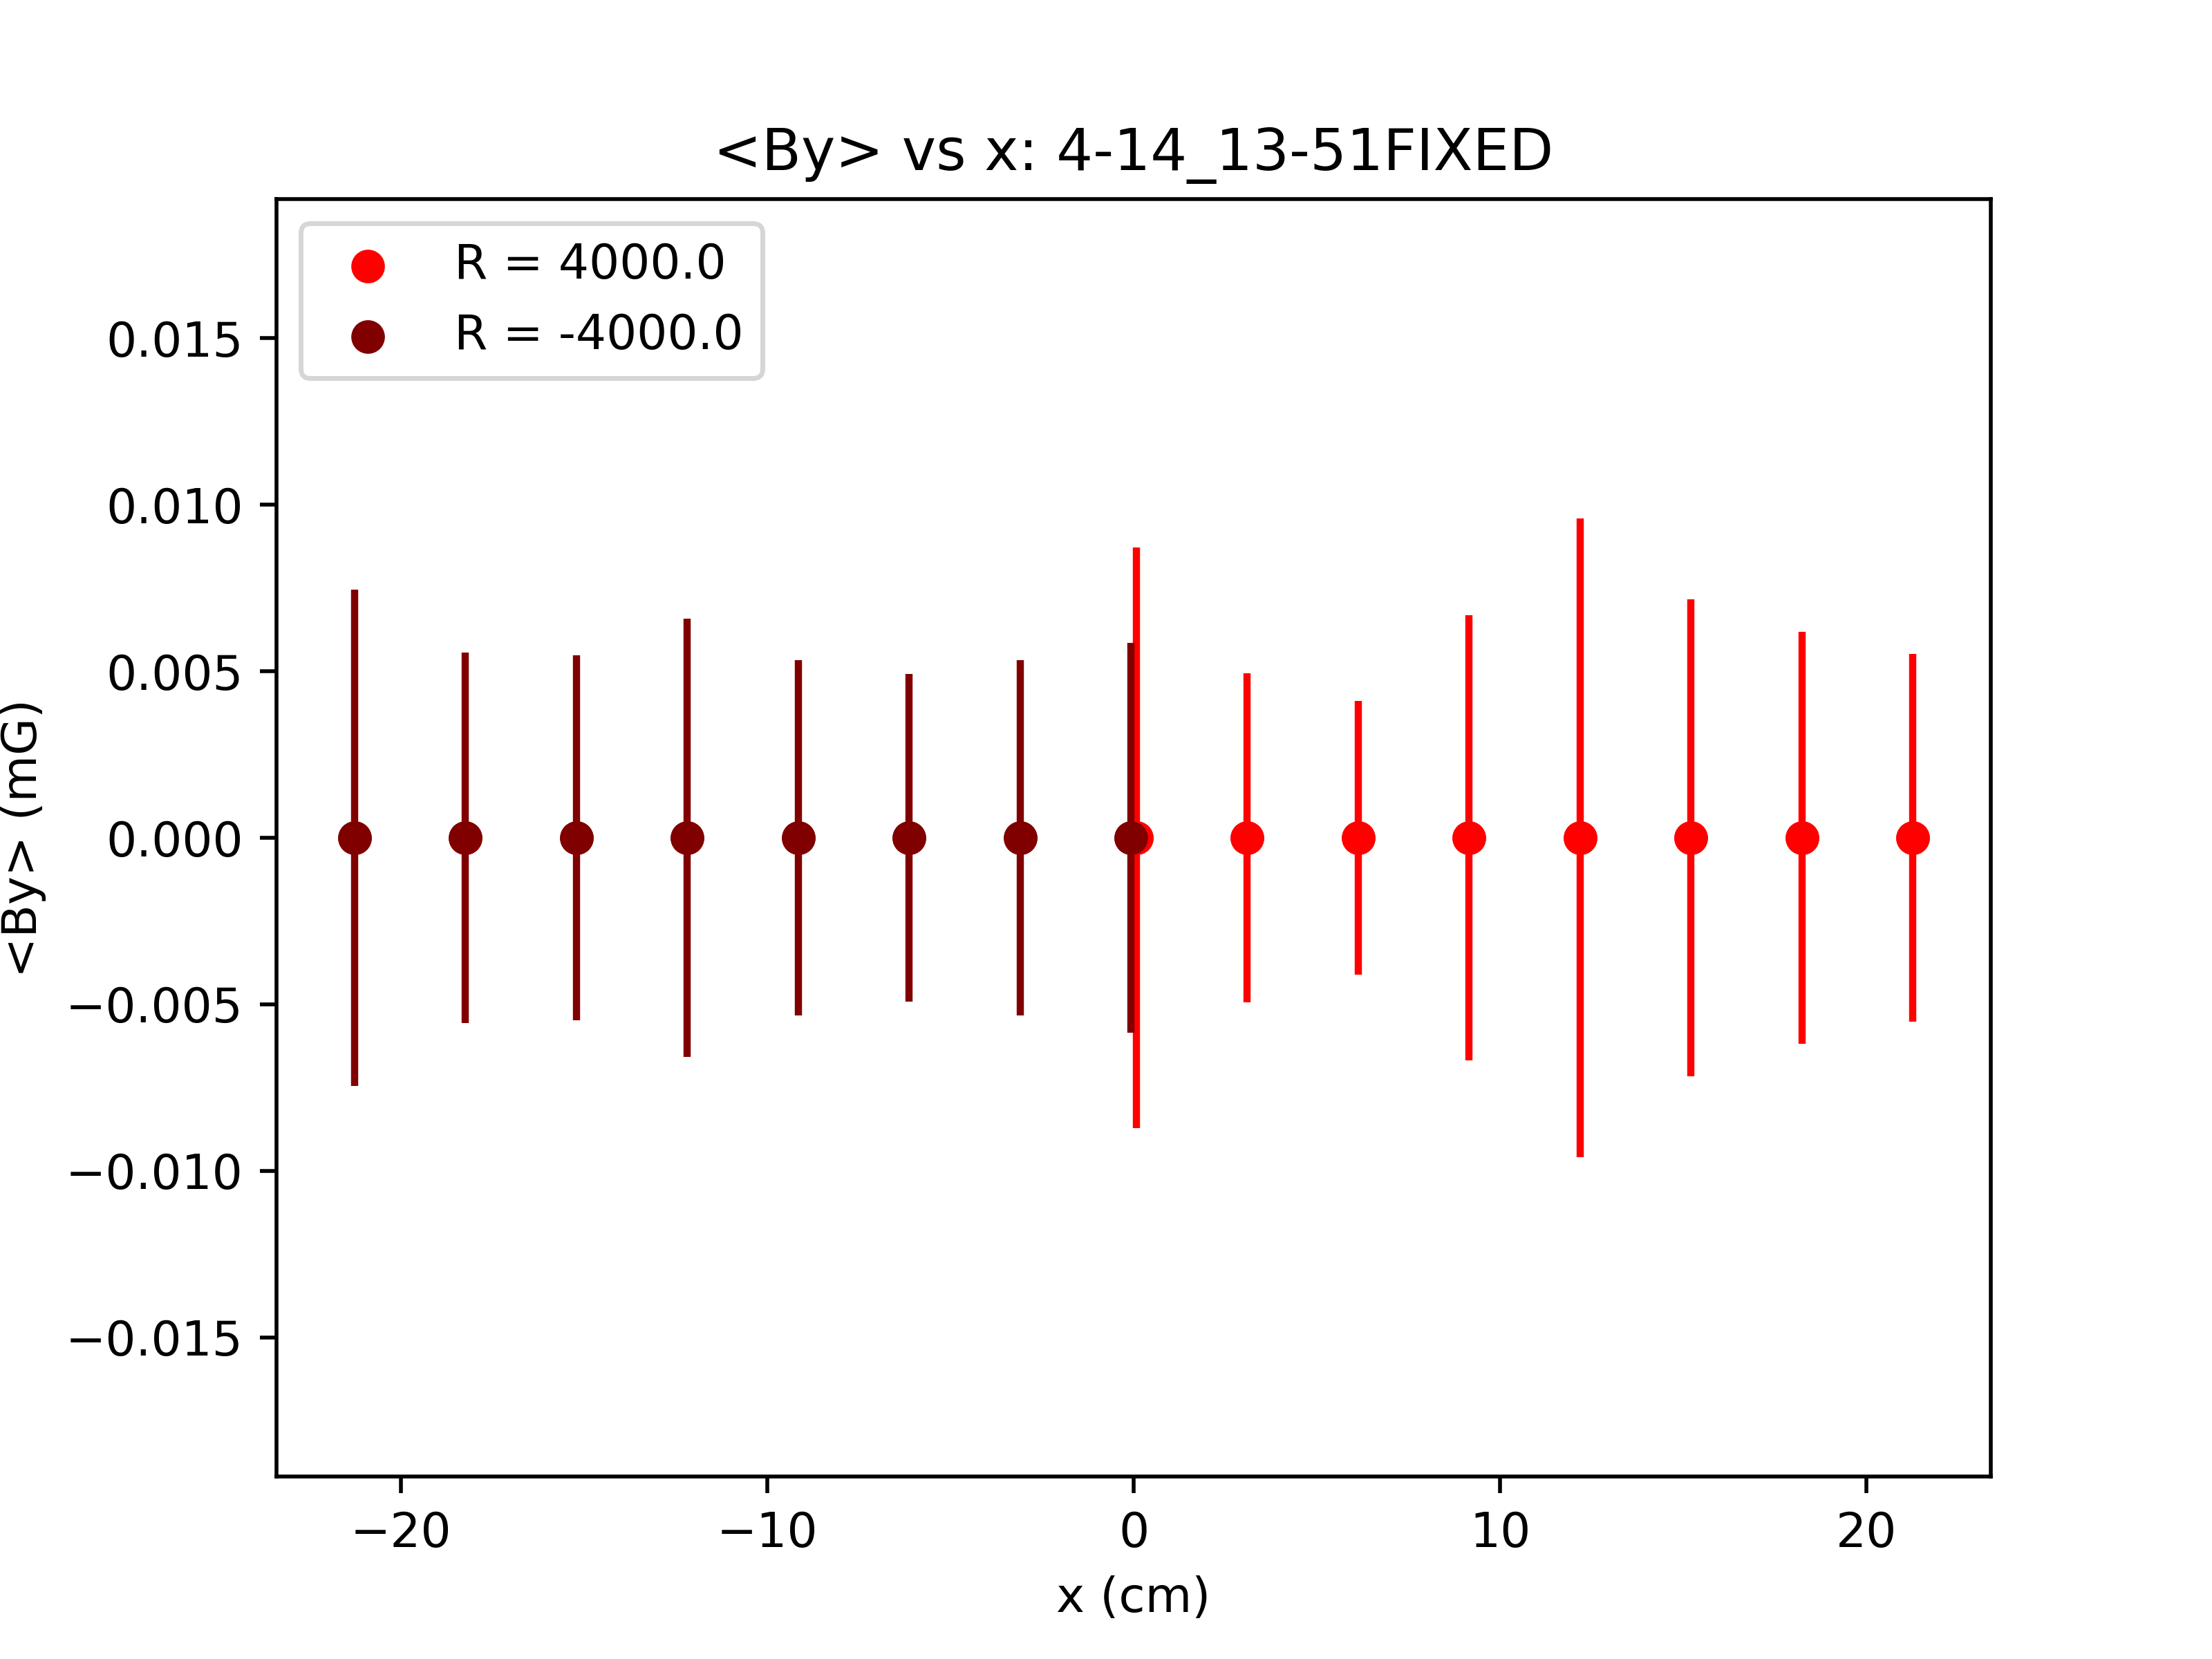 <By> vs x: 4-14_13-51FIXED
R = 4000.0
R = -4000.0
0.015
0.010
0.005
0.000
−0.005
−0.010
−0.015
<By> (mG)
−20 −10 0 10 20
x (cm)